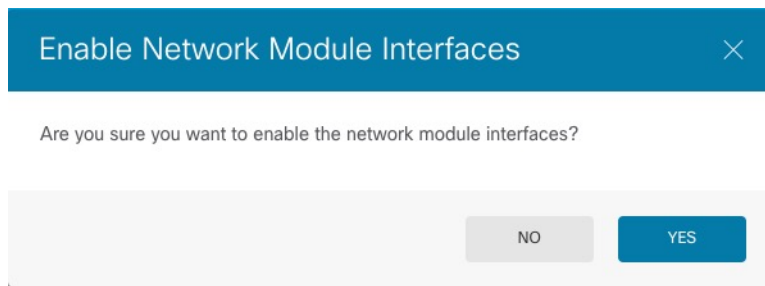 Enable Network Module Interfaces
Are you sure you want to enable the network module interfaces?
NO
YES